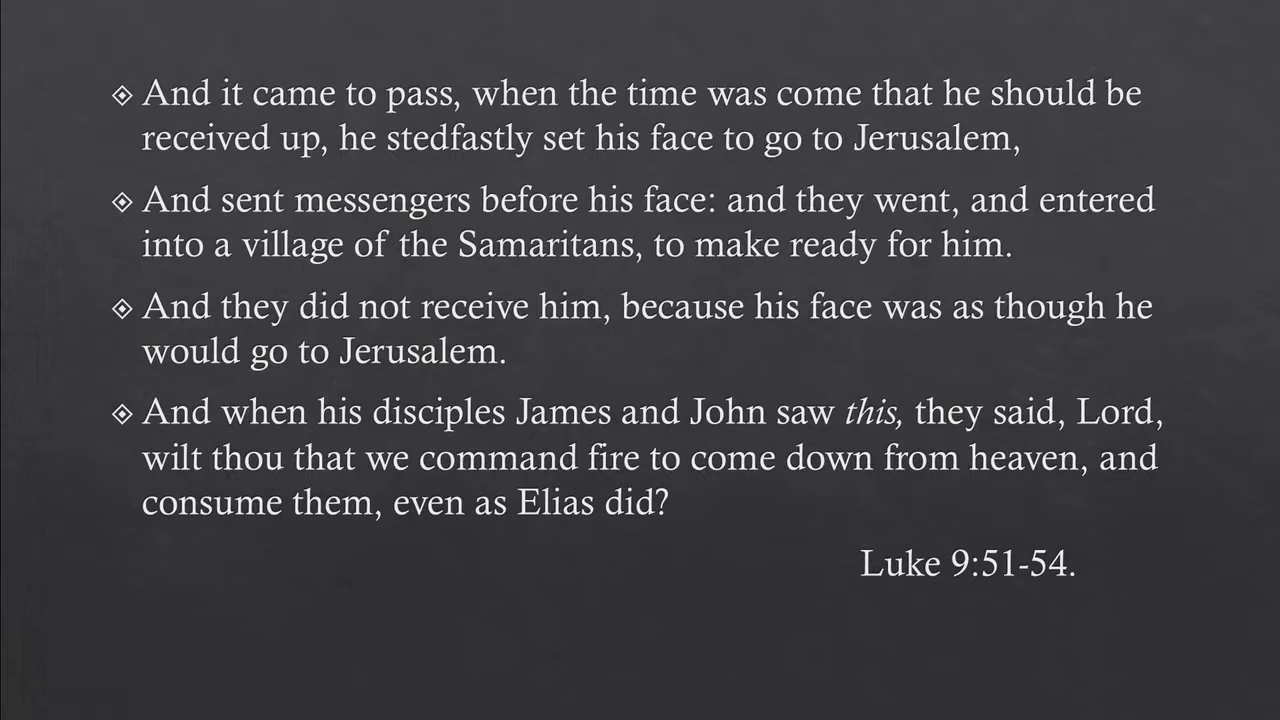 And it came to pass, when the time was come that he should be
received up, he stedfastly set his face to go to Jerusalem,
And sent messengers before his face: and they went, and entered
into a village of the Samaritans, to make ready for him.
And they did not receive him, because his face was as though he
would go to Jerusalem.
And when his disciples James and John saw this, they said, Lord,
wilt thou that we command fire to come down from heaven, and
consume them, even as Elias did?
Luke 9:51-54.